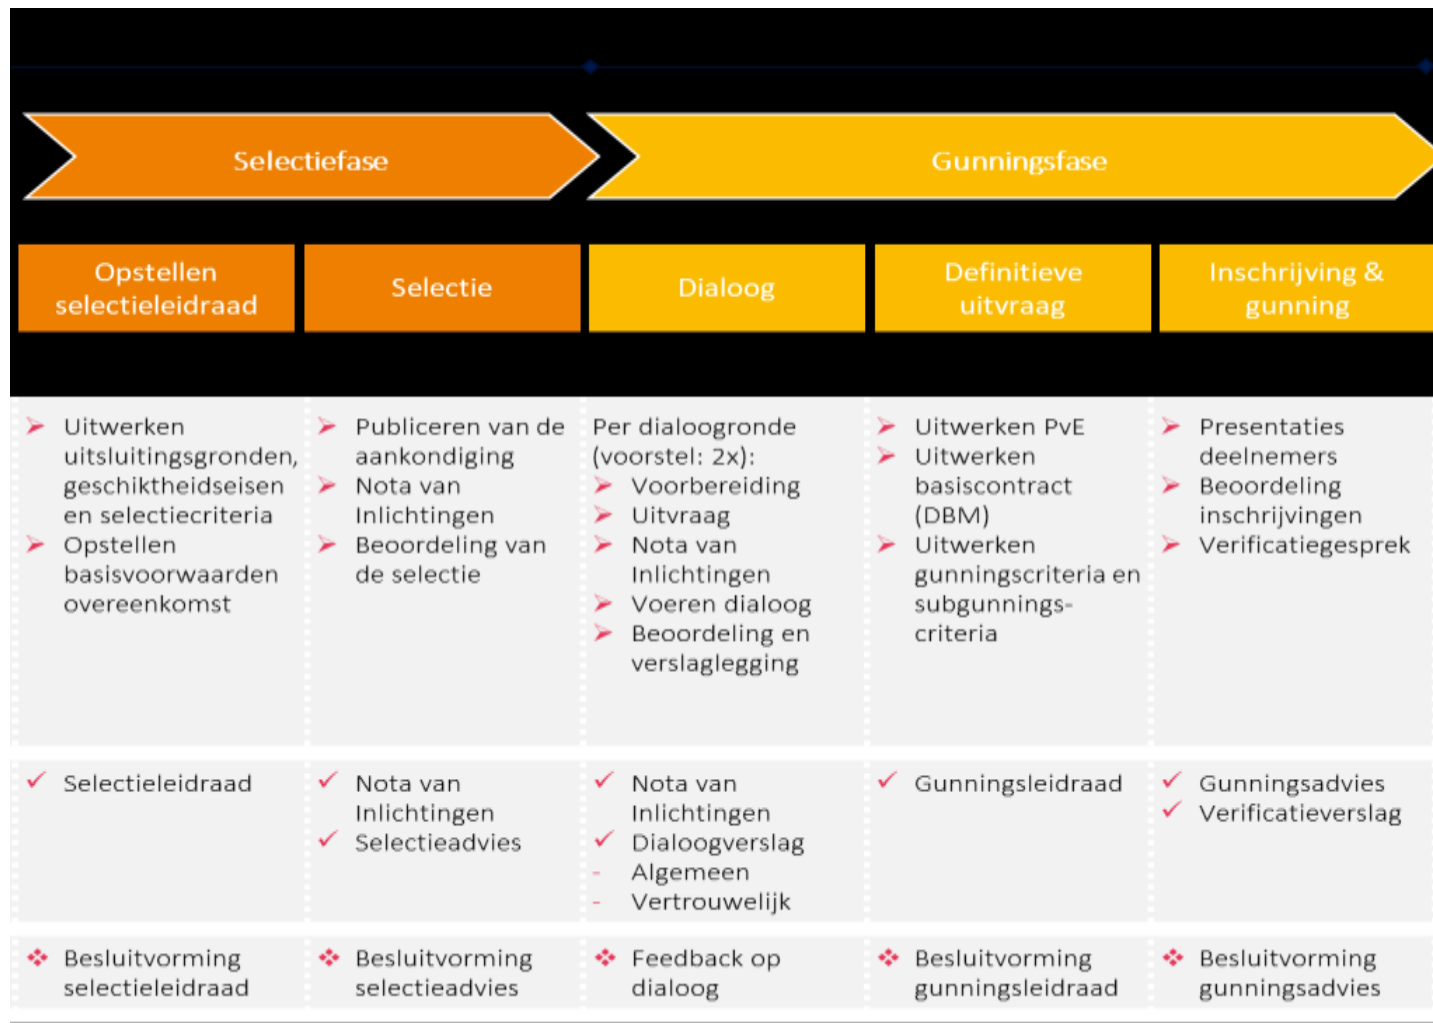 Selectiefase
Gunningsfase
Opstellen
selectieleidraad
Selectie
Dialoog
Definitieve
uitvraag
Inschrijving &
gunning
Uitwerken
uitsluitingsgronden,
geschiktheidseisen
en selectiecriteria
Opstellen
basisvoorwaarden
overeenkomst
Publiceren van de
aankondiging
Nota van
Inlichtingen
Beoordeling van
de selectie
Per dialoogronde
(voorstel: 2x):
Voorbereiding
Uitvraag
Nota van
Inlichtingen
Voeren dialoog
Beoordeling en
verslaglegging
Uitwerken PvE
Uitwerken
basiscontract
(DBM)
Uitwerken
gunningscriteria en
subgunnings-
criteria
Presentaties
deelnemers
Beoordeling
inschrijvingen
Verificatiegesprek
Selectieleidraad
Nota van
Inlichtingen
Selectieadvies
Nota van
Inlichtingen
Dialoogverslag
- Algemeen
- Vertrouwelijk
Gunningsleidraad
Gunningsadvies
Verificatieverslag
Besluitvorming
selectieleidraad
Besluitvorming
selectieadvies
Feedback op
dialoog
Besluitvorming
gunningsleidraad
Besluitvorming
gunningsadvies